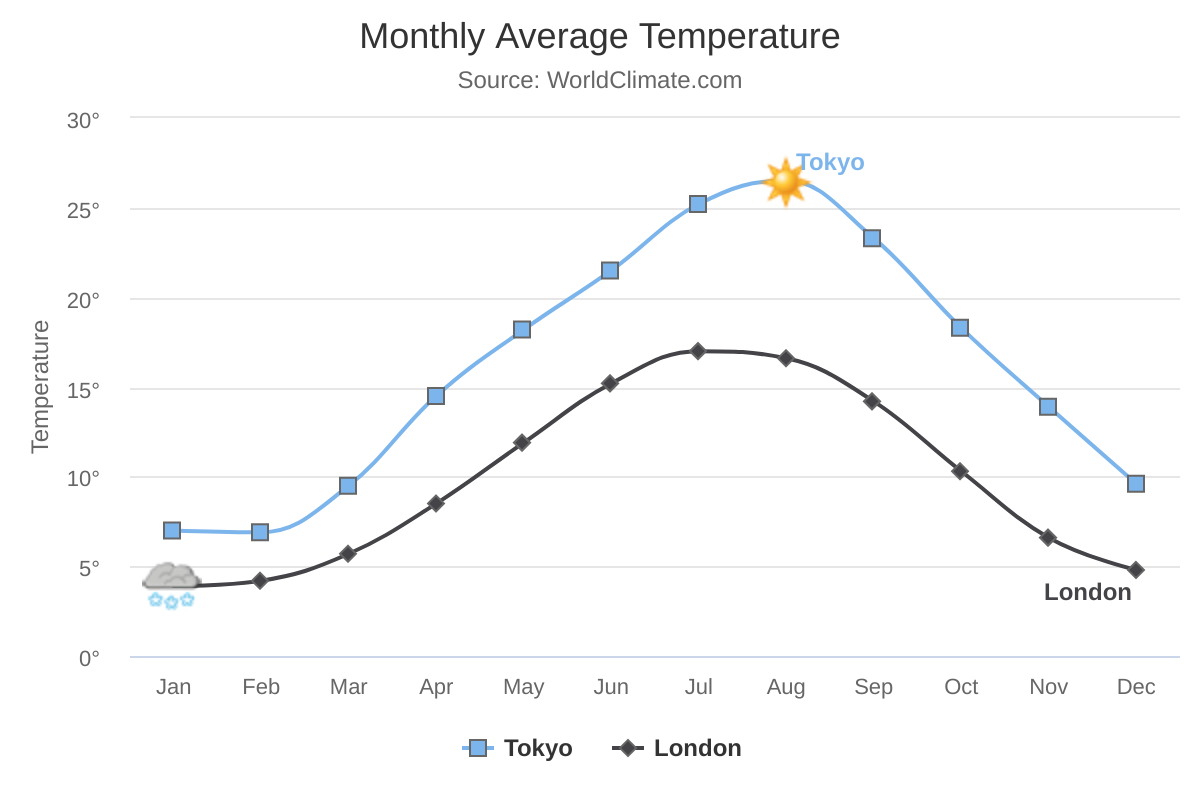 Monthly Average Temperature
Source: WorldClimate.com
Temperature
30°
25°
20°
15°
10°
5°
0°
Tokyo
London
Jan Feb Mar Apr May Jun Jul Aug Sep Oct Nov Dec
Tokyo London